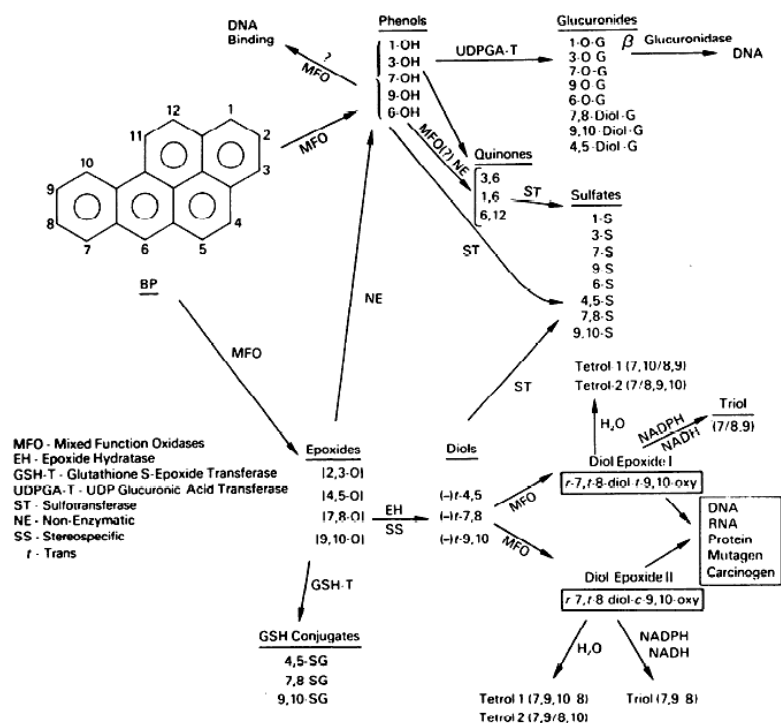 DNA
Binding
?
MFO
Phenols
1-OH
3-OH
7-OH
9-OH
6-OH
UDPGA-T
Glucuronides
1-O-G
3-O G
7-O-G
9 O-G
6-O-G
7,8-Diol-G
9,10-Diol-G
4,5-Diol-G
β Glucuronidase
DNA
12
1
11
2
10
3
9
8
4
7
6
5
BP
MFO
MFO(?) NE
Quinones
3,6
1,6
6,12
ST
Sulfates
1-S
3-S
7-S
9-S
6-S
4,5-S
7,8-S
9,10-S
ST
NE
MFO
ST
Tetrol-1 (7,10/8,9)
Tetrol-2 (7/8,9,10)
H₂O
NADPH
NADH
Triol
(7/8,9)
MFO - Mixed Function Oxidases
EH - Epoxide Hydratase
GSH-T - Glutathione S-Epoxide Transferase
UDPGA-T - UDP Glucuronic Acid Transferase
ST - Sulfotransferase
NE - Non-Enzymatic
SS - Stereospecific
t - Trans
Epoxides
[2,3-O]
[4,5-O]
[7,8-O]
[9,10-O]
EH
SS
Diols
(–)t-4,5
(–)t-7,8
(–)t-9,10
MFO
MFO
Diol Epoxide I
r-7,t-8-diol-t-9,10-oxy
DNA
RNA
Protein
Mutagen
Carcinogen
Diol Epoxide II
r-7,t-8 diol-c-9,10-oxy
GSH-T
GSH Conjugates
4,5-SG
7,8 SG
9,10-SG
H₂O
NADPH
NADH
Tetrol 1 (7,9,10 8)
Tetrol 2 (7,9/8,10)
Triol (7,9 8)